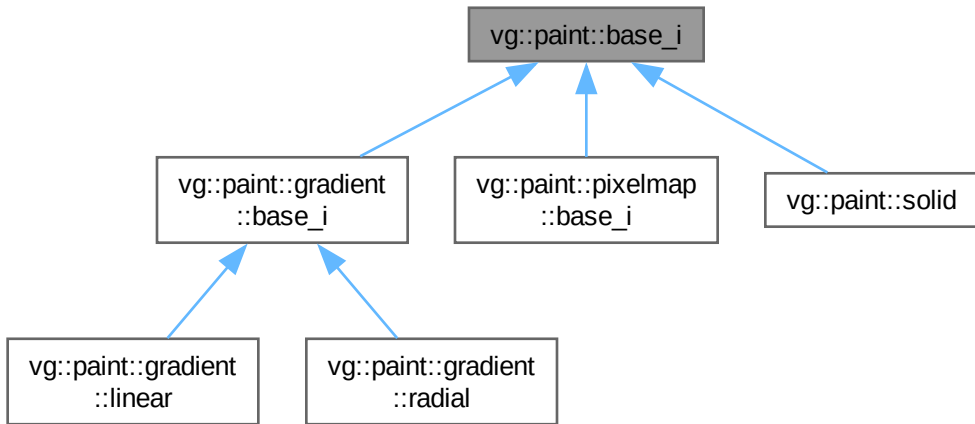 vg::paint::base_i
vg::paint::gradient
::base_i
vg::paint::pixelmap
::base_i
vg::paint::solid
vg::paint::gradient
::linear
vg::paint::gradient
::radial